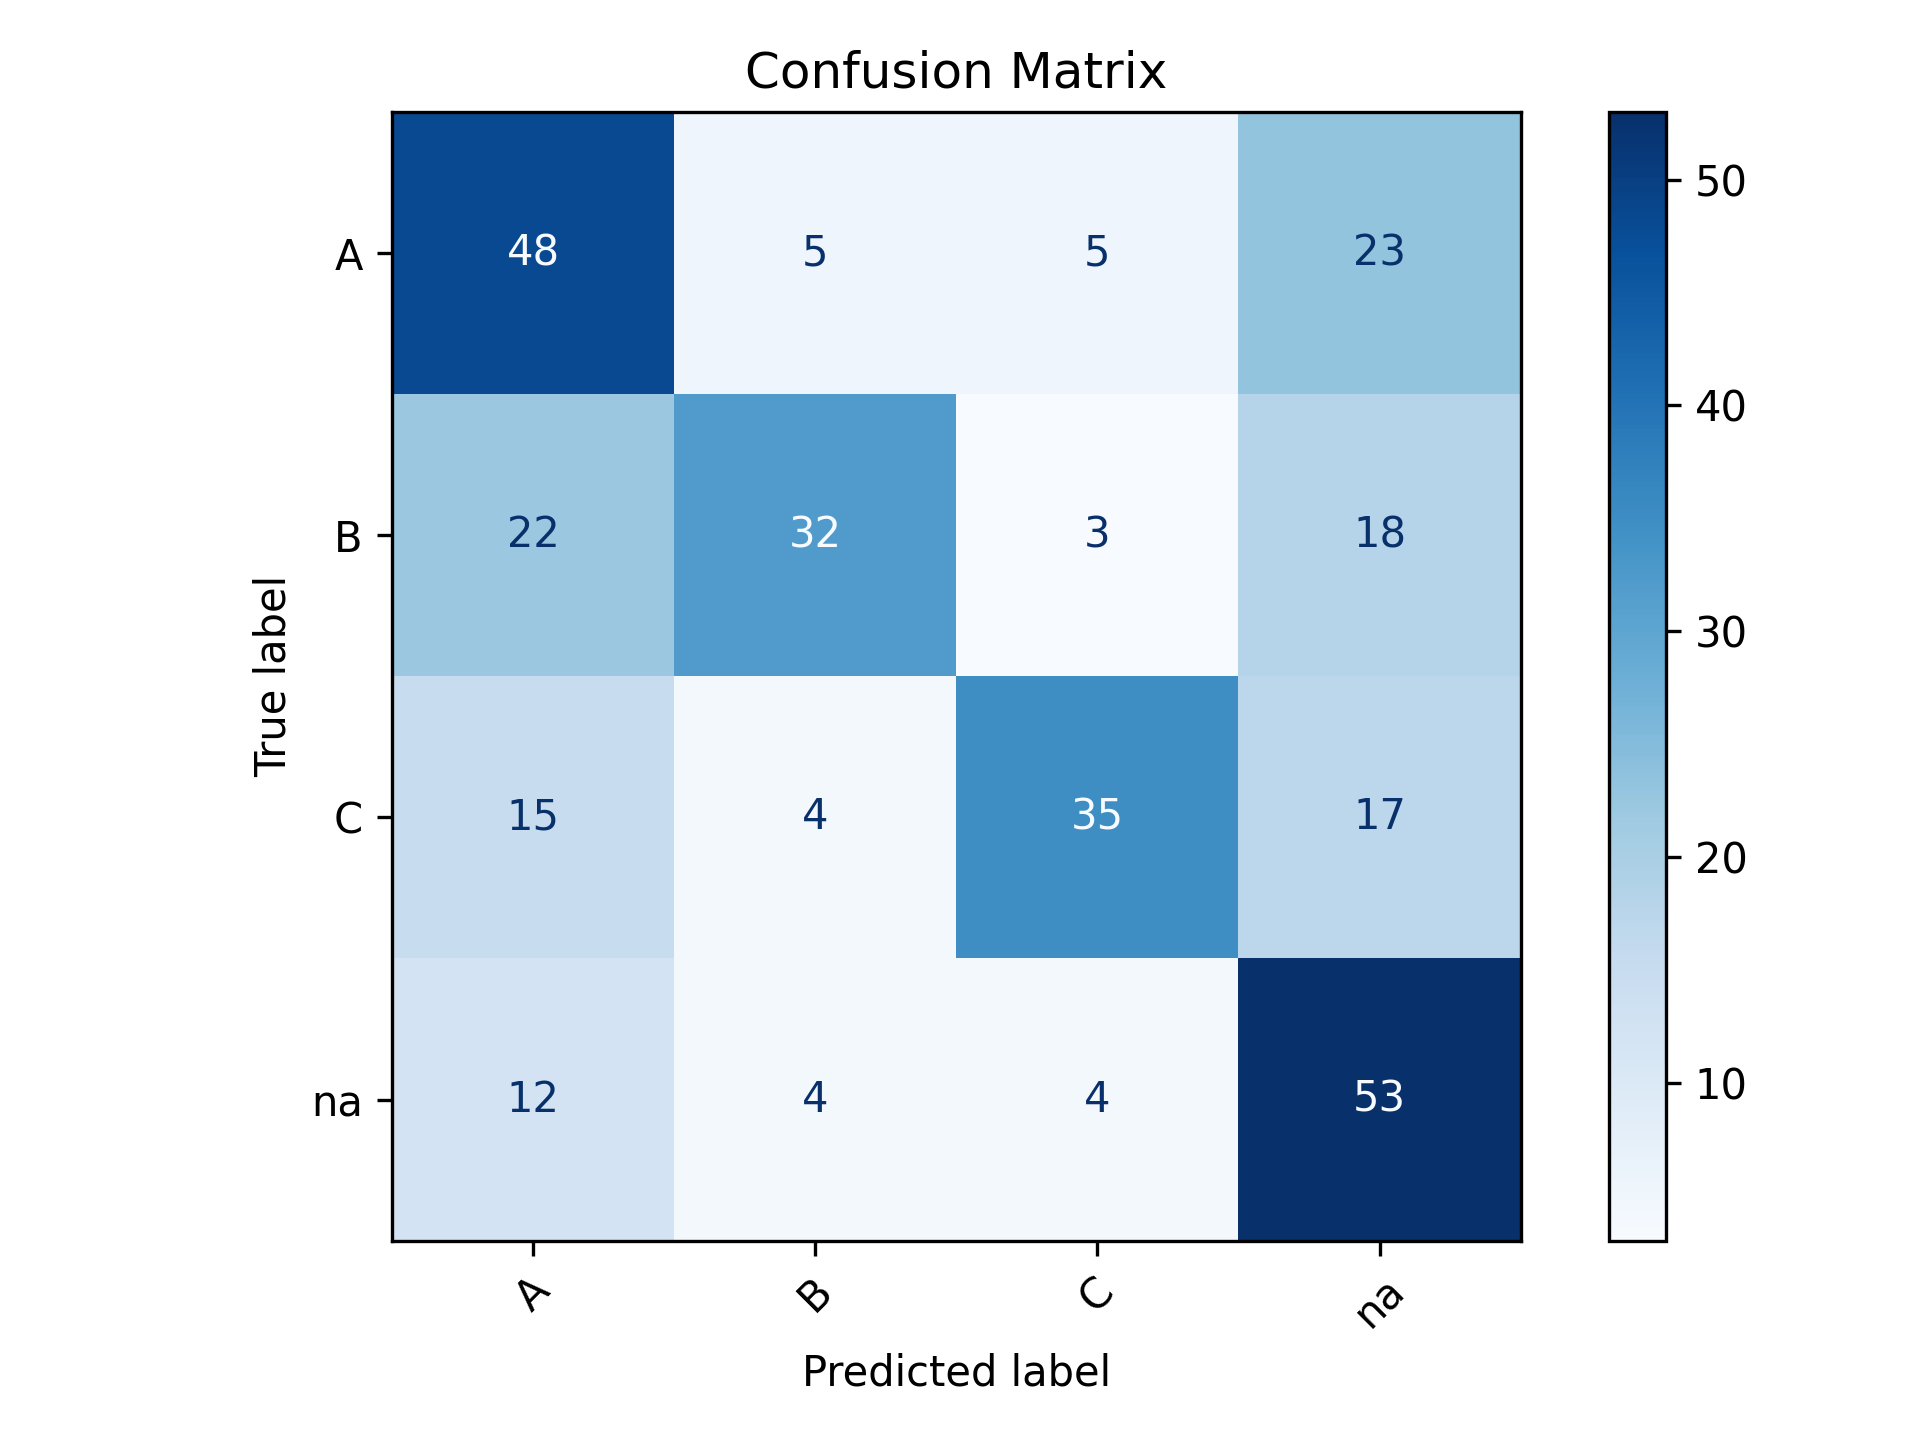 Confusion Matrix
A 48 5 5 23
B 22 32 3 18
C 15 4 35 17
na 12 4 4 53
A B C na
True label
Predicted label
50
40
30
20
10